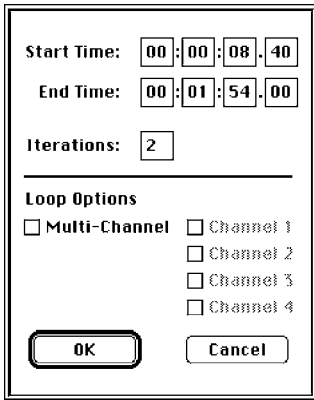 Start Time: 00:00:08.40
End Time: 00:01:54.00
Iterations: 2
Loop Options
Multi-Channel Channel 1
Channel 2
Channel 3
Channel 4
OK Cancel